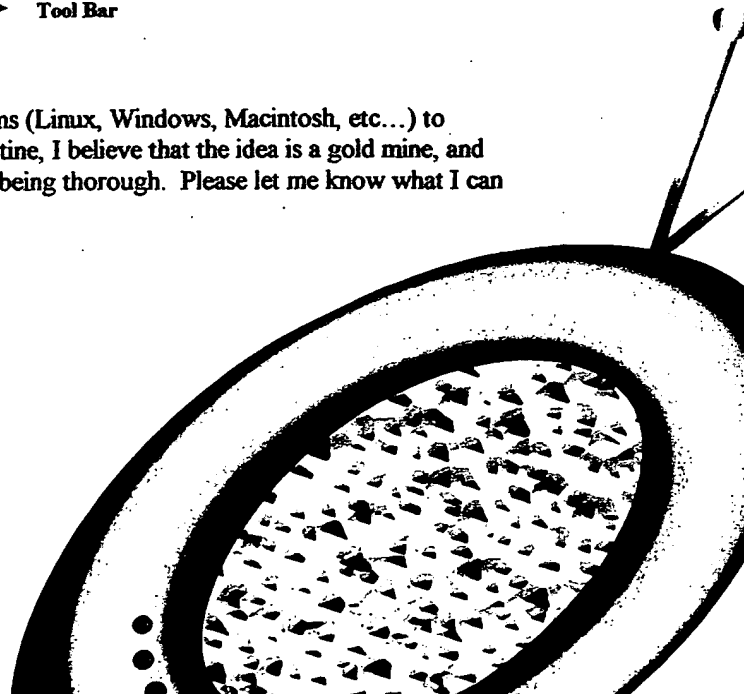 Tool Bar
ns (Linux, Windows, Macintosh, etc...) to
tine, I believe that the idea is a gold mine, and
being thorough. Please let me know what I can